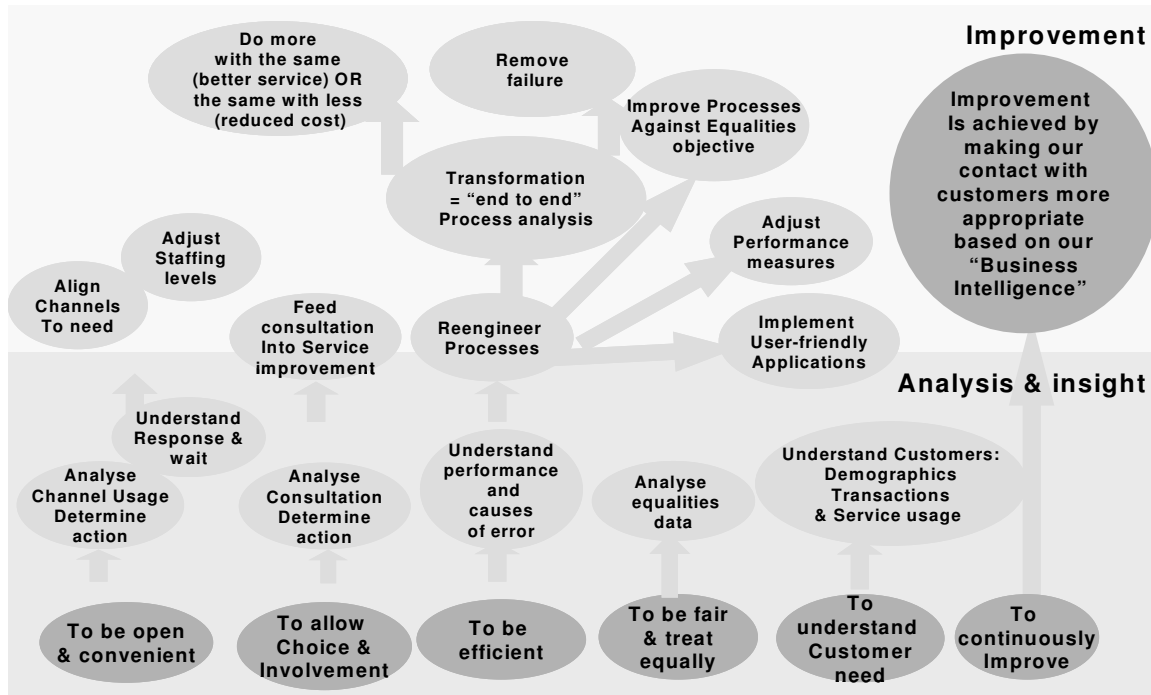 Improvement
Do more
with the same
(better service) OR
the same with less
(reduced cost)
Remove
failure
Improve Processes
Against Equalities
objective
Improvement
Is achieved by
making our
contact with
customers more
appropriate
based on our
“Business
Intelligence”
Transformation
= “end to end”
Process analysis
Adjust
Staffing
levels
Adjust
Performance
measures
Align
Channels
To need
Feed
consultation
Into Service
improvement
Reengineer
Processes
Implement
User-friendly
Applications
Analysis & insight
Understand
Response &
wait
Analyse
Channel Usage
Determine
action
Analyse
Consultation
Determine
action
Understand
performance
and
causes
of error
Analyse
equalities
data
Understand Customers:
Demographics
Transactions
& Service usage
To be open
& convenient
To allow
Choice &
Involvement
To be
efficient
To be fair
& treat
equally
To
understand
Customer
need
To
continuously
Improve